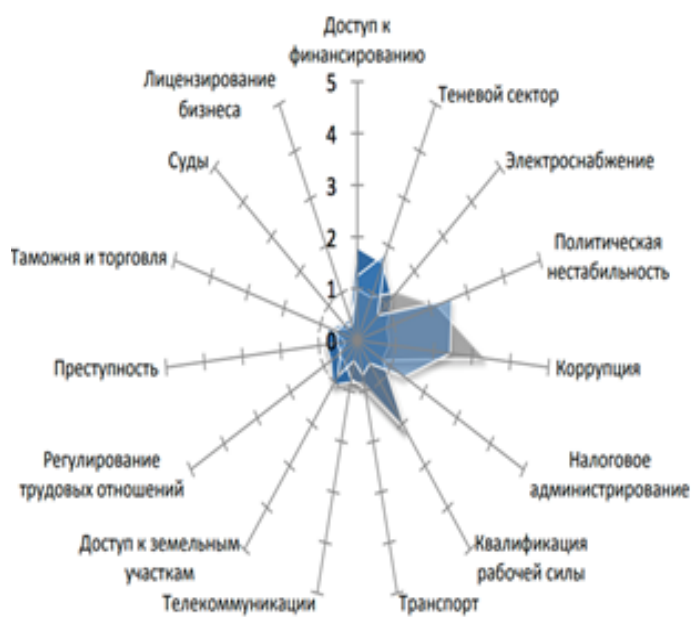 Доступ к
финансированию
Теневой сектор
Электроснабжение
Политическая
нестабильность
Коррупция
Налоговое
администрирование
Квалификация
рабочей силы
Транспорт
Телекоммуникации
Доступ к земельным
участкам
Регулирование
трудовых отношений
Преступность
Таможня и торговля
Суды
Лицензирование
бизнеса
5
4
3
2
1
0